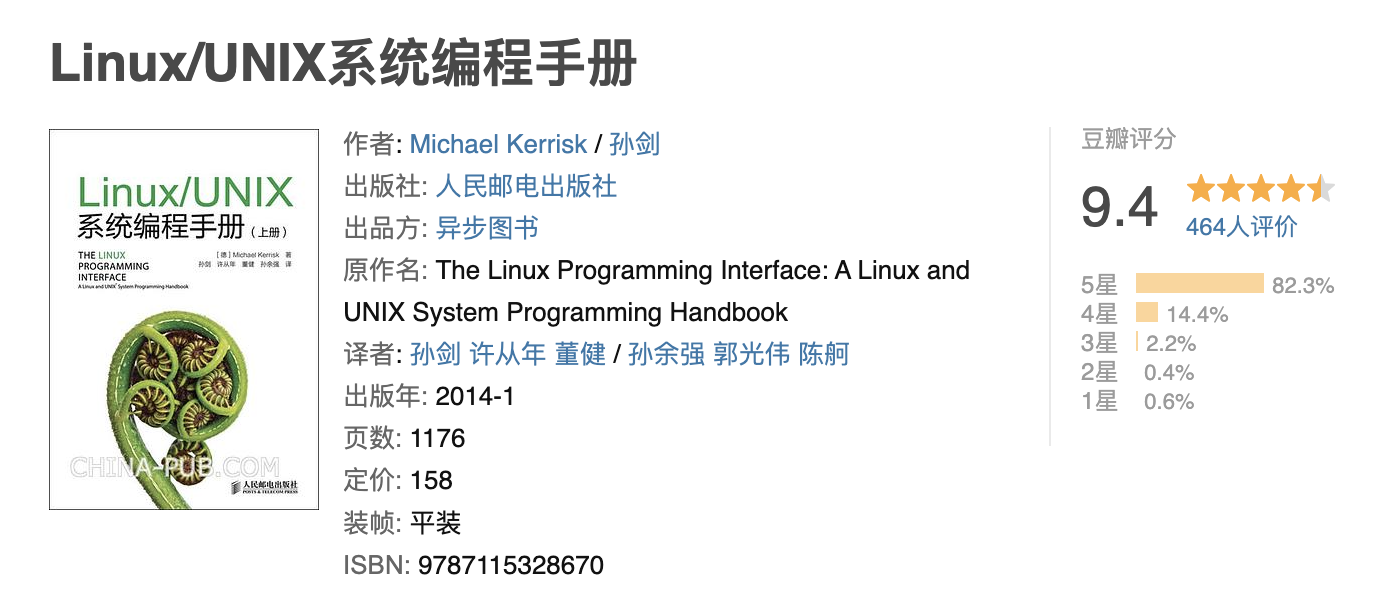 Linux/UNIX系统编程手册
Linux/UNIX
系统编程手册（上册）
THE LINUX
PROGRAMMING
INTERFACE
A Linux and UNIX® System Programming Handbook
［德］Michael Kerrisk 著
孙剑 许从年 董健 孙余强 译
CHINA-PUB.COM
人民邮电出版社
POSTS & TELECOM PRESS
作者: Michael Kerrisk / 孙剑
出版社: 人民邮电出版社
出品方: 异步图书
原作名: The Linux Programming Interface: A Linux and
UNIX System Programming Handbook
译者: 孙剑 许从年 董健 / 孙余强 郭光伟 陈舸
出版年: 2014-1
页数: 1176
定价: 158
装帧: 平装
ISBN: 9787115328670
豆瓣评分
9.4
464人评价
5星 82.3%
4星 14.4%
3星 2.2%
2星 0.4%
1星 0.6%